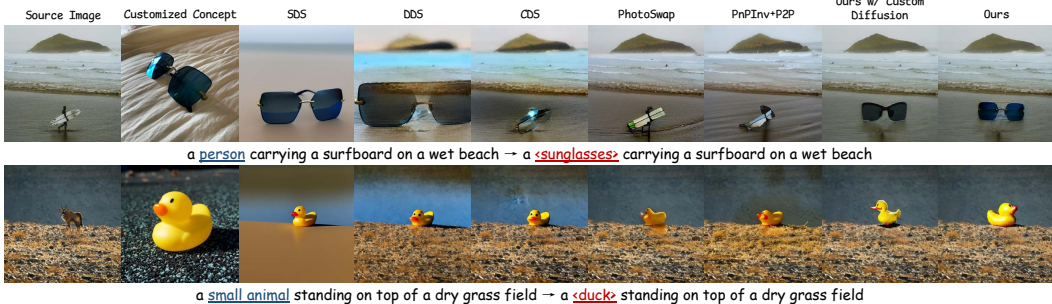 Source Image
Customized Concept
SDS
DDS
CDS
PhotoSwap
PnPInv+P2P
Ours w/ Custom
Diffusion
Ours
a person carrying a surfboard on a wet beach → a <sunglasses> carrying a surfboard on a wet beach
a small animal standing on top of a dry grass field → a <duck> standing on top of a dry grass field